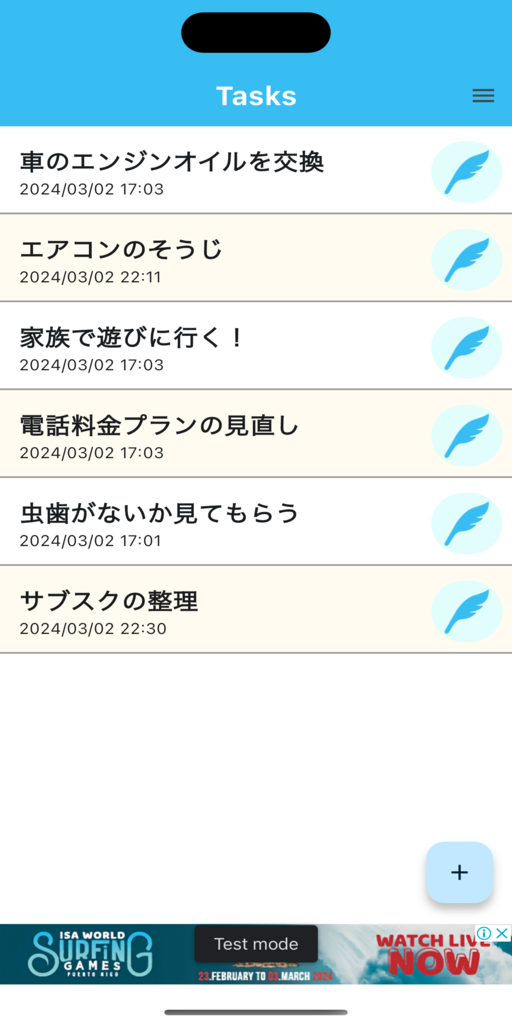 Tasks
車のエンジンオイルを交換
2024/03/02 17:03
エアコンのそうじ
2024/03/02 22:11
家族で遊びに行く！
2024/03/02 17:03
電話料金プランの見直し
2024/03/02 17:03
虫歯がないか見てもらう
2024/03/02 17:01
サブスクの整理
2024/03/02 22:30
+
ISA WORLD
SURFING
GAMES
PUERTO RICO
Test mode
23.FEBRUARY TO 03.MARCH 2024
WATCH LIVE
NOW